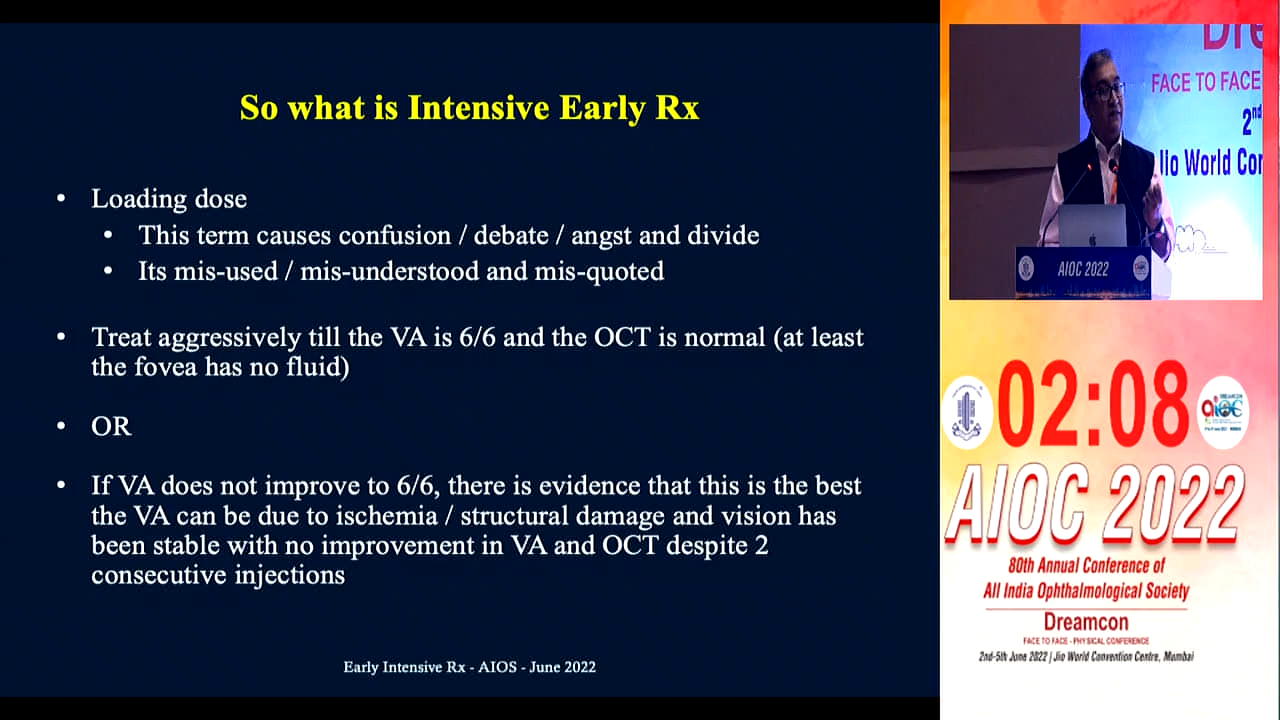 So what is Intensive Early Rx
• Loading dose
• This term causes confusion / debate / angst and divide
• Its mis-used / mis-understood and mis-quoted
• Treat aggressively till the VA is 6/6 and the OCT is normal (at least
the fovea has no fluid)
• OR
• If VA does not improve to 6/6, there is evidence that this is the best
the VA can be due to ischemia / structural damage and vision has
been stable with no improvement in VA and OCT despite 2
consecutive injections
Early Intensive Rx - AIOS - June 2022
Dre
FACE TO FACE
2nd
Jio World Con
AIOC 2022
02:08
aioc
AIOC 2022
80th Annual Conference of
All India Ophthalmological Society
Dreamcon
FACE TO FACE - PHYSICAL CONFERENCE
2nd-5th June 2022 | Jio World Convention Centre, Mumbai